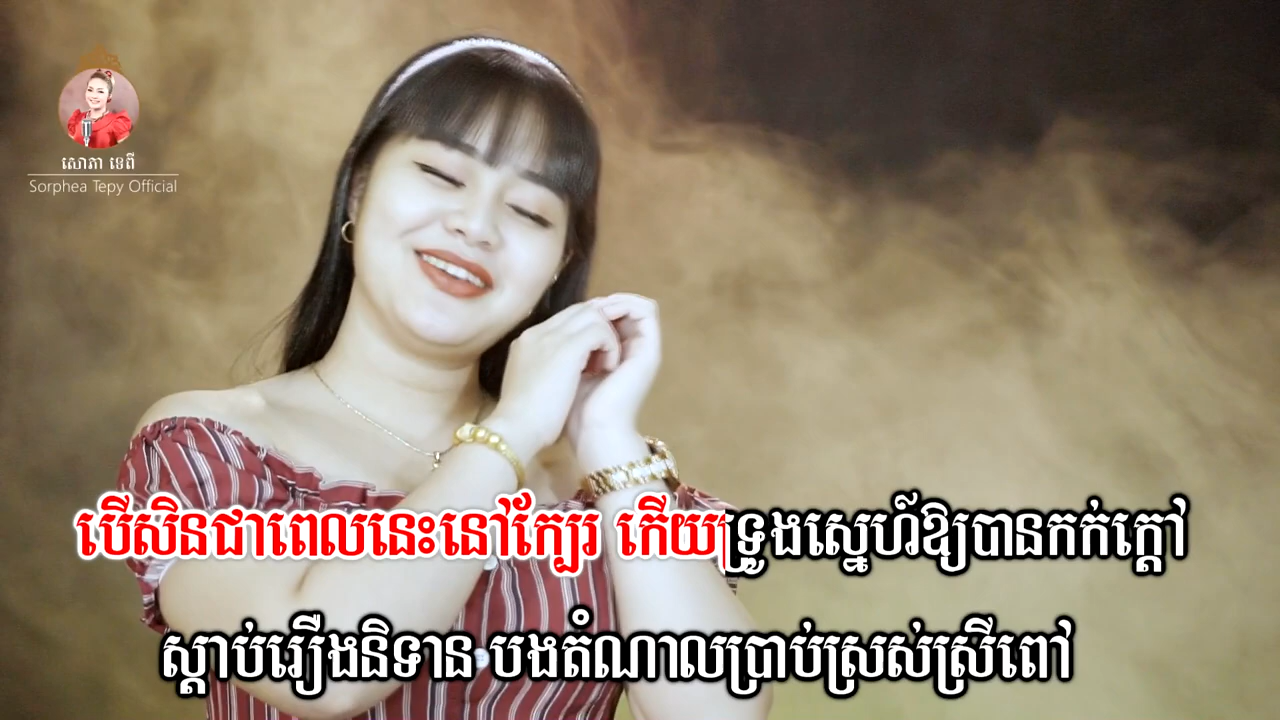 សោភា ទេពី
Sorphea Tepy Official
បើសិនជាពេលនេះនៅក្បែរ កើយទ្រូងស្នេហ៍ឱ្យបានកក់ក្ដៅ
ស្ដាប់រឿងនិទាន បងតំណាលប្រាប់ស្រស់ស្រីពៅ